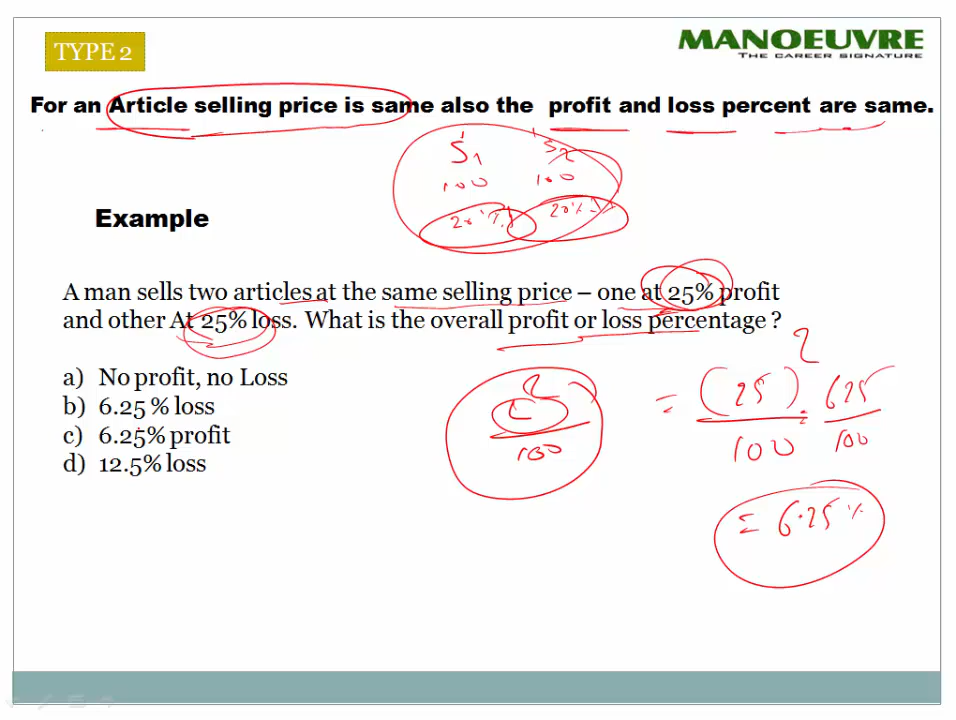 TYPE 2
MANOEUVRE
THE CAREER SIGNATURE
For an Article selling price is same also the profit and loss percent are same.
S1 S2
100 100
20% 20%
Example
A man sells two articles at the same selling price – one at 25% profit
and other At 25% loss. What is the overall profit or loss percentage ?
a) No profit, no Loss
b) 6.25 % loss
c) 6.25% profit
d) 12.5% loss
2
100
= (25)2 = 625
100 100
= 6.25%